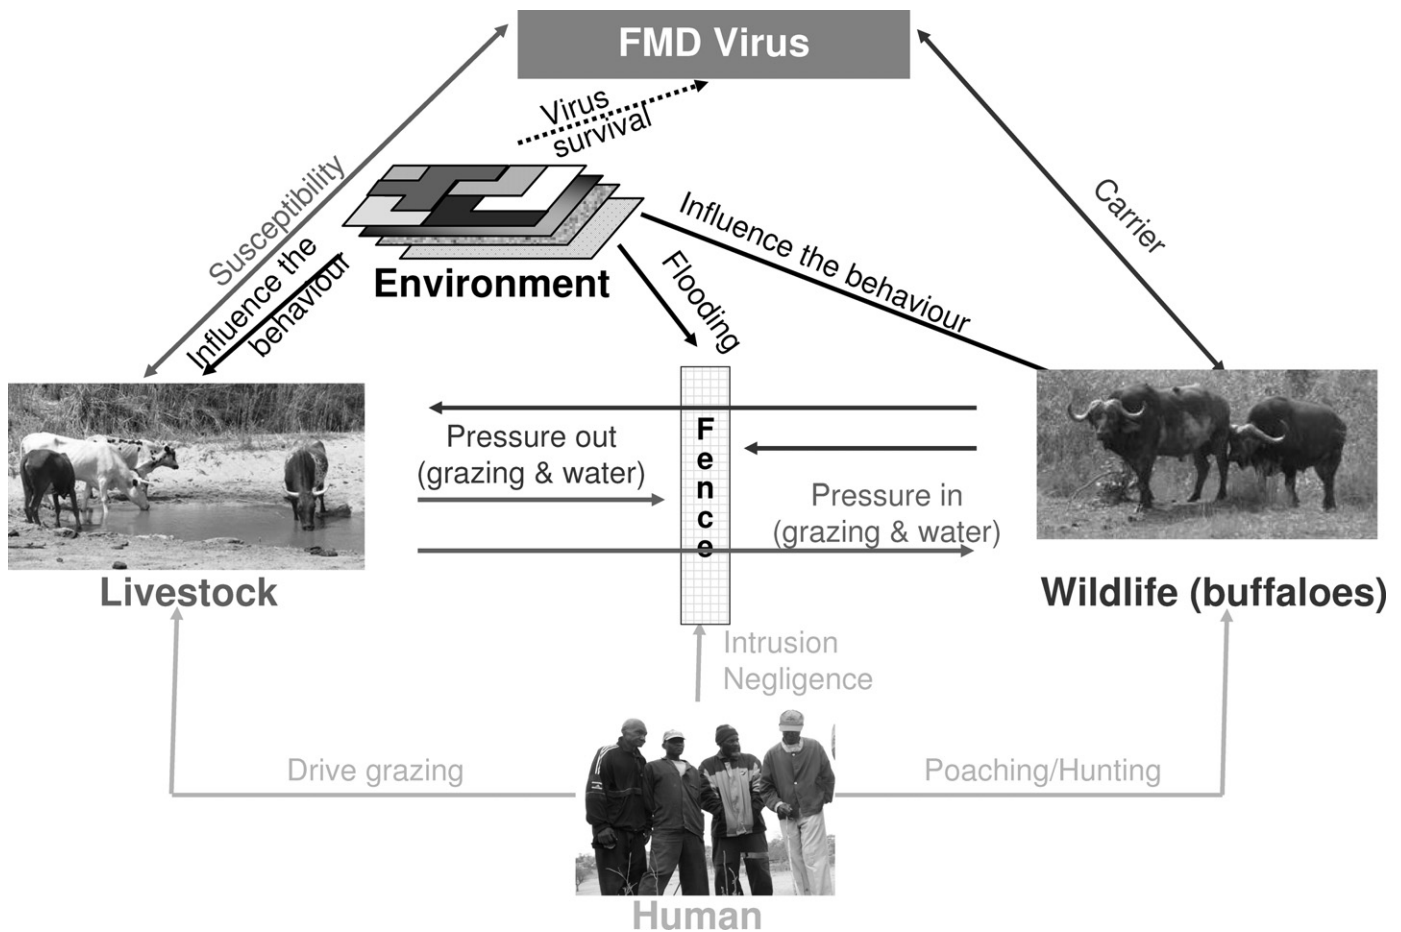 FMD Virus
Virus
survival
Susceptibility
Influence the
behaviour
Environment
Flooding
Influence the behaviour
Carrier
Fence
Pressure out
(grazing & water)
Pressure in
(grazing & water)
Livestock
Wildlife (buffaloes)
Intrusion
Negligence
Drive grazing
Poaching/Hunting
Human